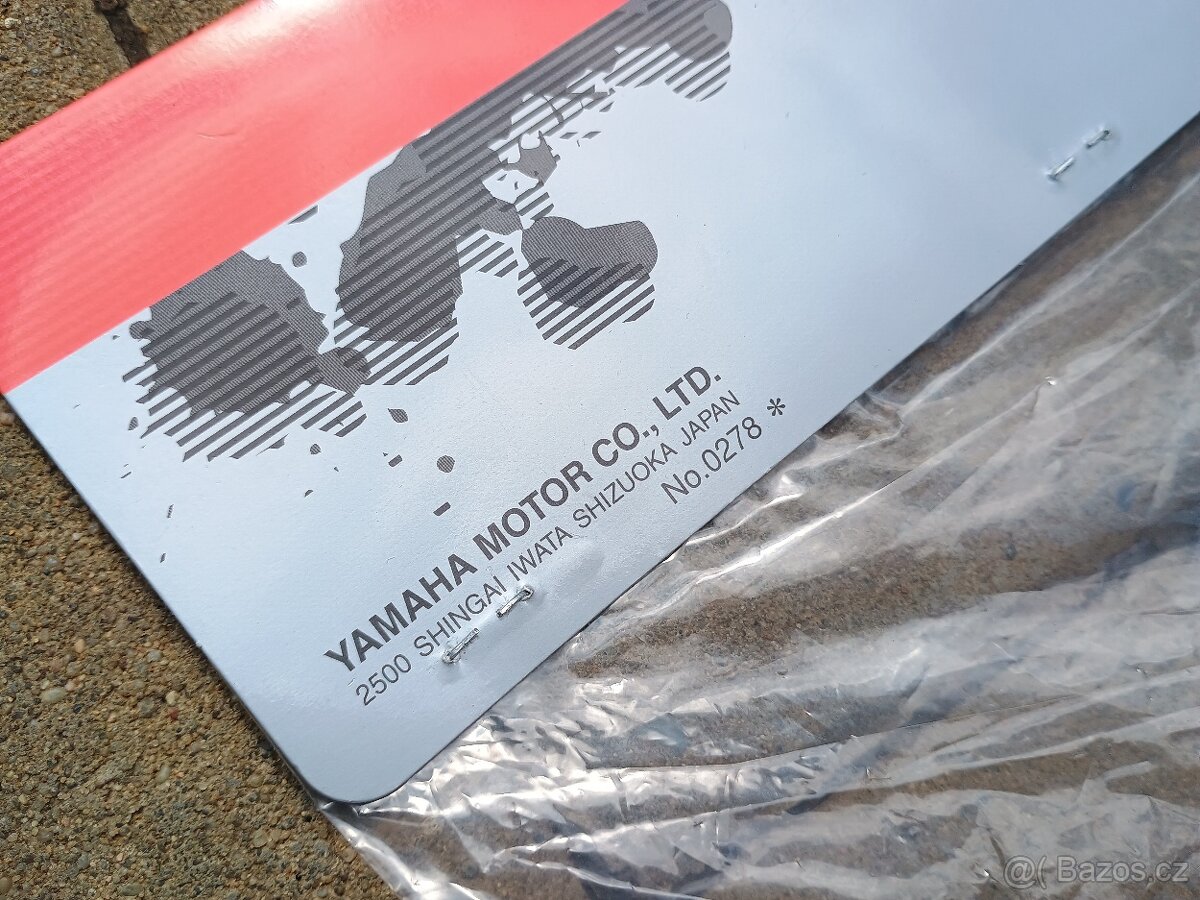 YAMAHA MOTOR CO., LTD.
2500 SHINGAI IWATA SHIZUOKA JAPAN
No.0278 *
@( Bazos.cz